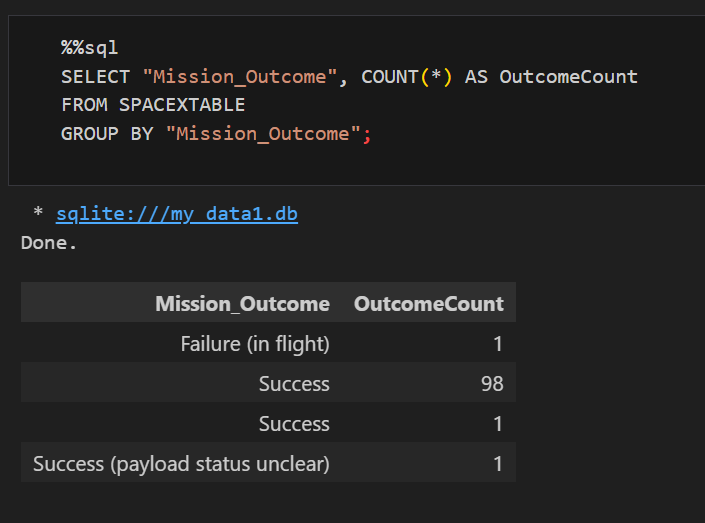 %%sql
SELECT "Mission_Outcome", COUNT(*) AS OutcomeCount
FROM SPACEXTABLE
GROUP BY "Mission_Outcome";
* sqlite:///my_data1.db
Done.
Mission_Outcome OutcomeCount
Failure (in flight) 1
Success 98
Success 1
Success (payload status unclear) 1